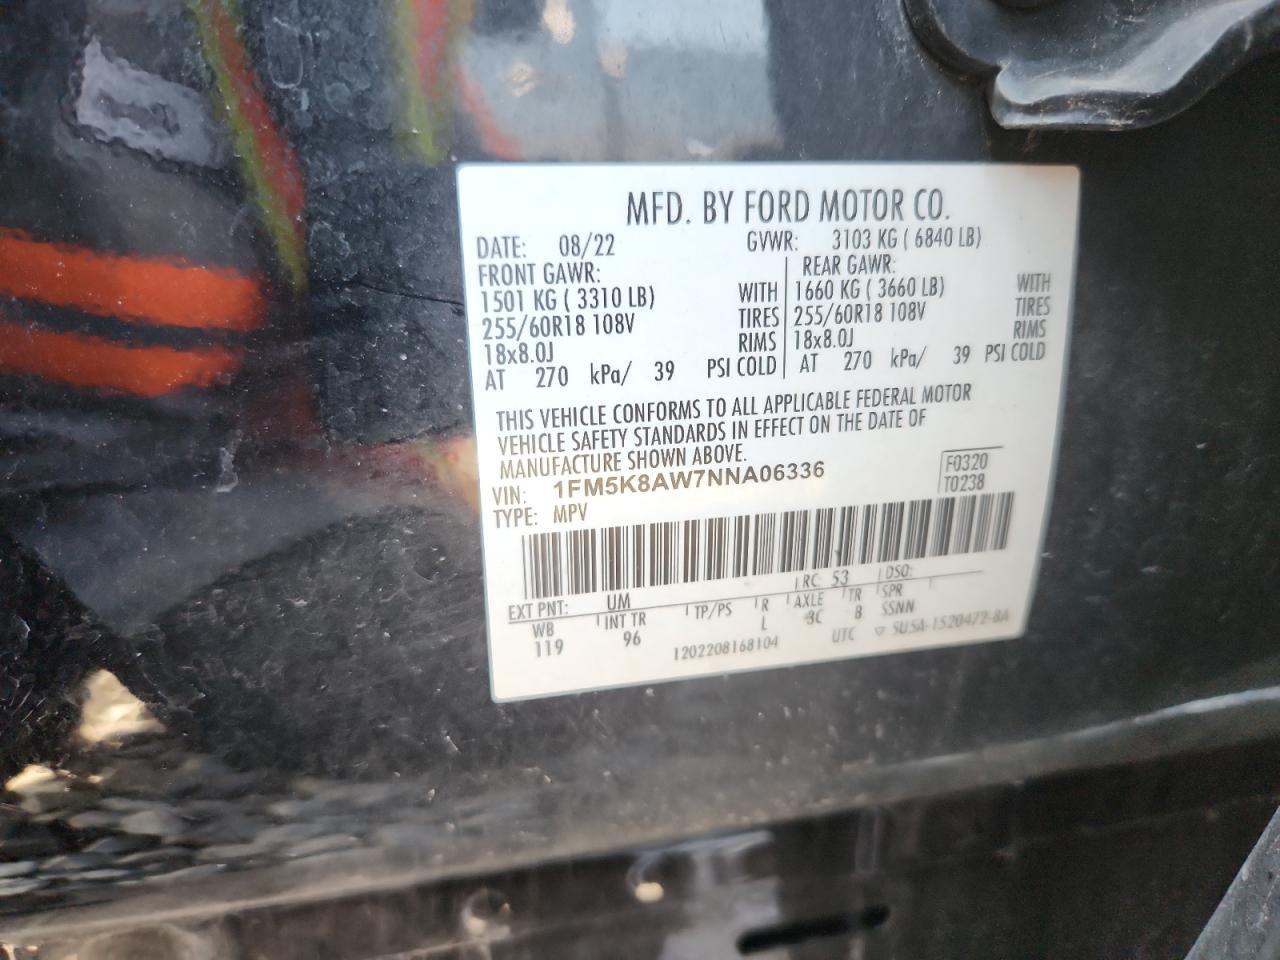 MFD. BY FORD MOTOR CO.
DATE: 08/22 GVWR: 3103 KG ( 6840 LB)
FRONT GAWR: REAR GAWR:
1501 KG ( 3310 LB) WITH 1660 KG ( 3660 LB) WITH
255/60R18 108V TIRES 255/60R18 108V TIRES
18x8.0J RIMS 18x8.0J RIMS
AT 270 kPa/ 39 PSI COLD AT 270 kPa/ 39 PSI COLD
THIS VEHICLE CONFORMS TO ALL APPLICABLE FEDERAL MOTOR
VEHICLE SAFETY STANDARDS IN EFFECT ON THE DATE OF
MANUFACTURE SHOWN ABOVE.
VIN: 1FM5K8AW7NNA06336 F0320
TYPE: MPV T0238
EXT PNT: UM RC: 53 DSO:
WB INT TR TP/PS R AXLE TR SPR
119 96 L 3C B SSNN
1202208168104 UTC ▽ 5U5A-1520472-BA